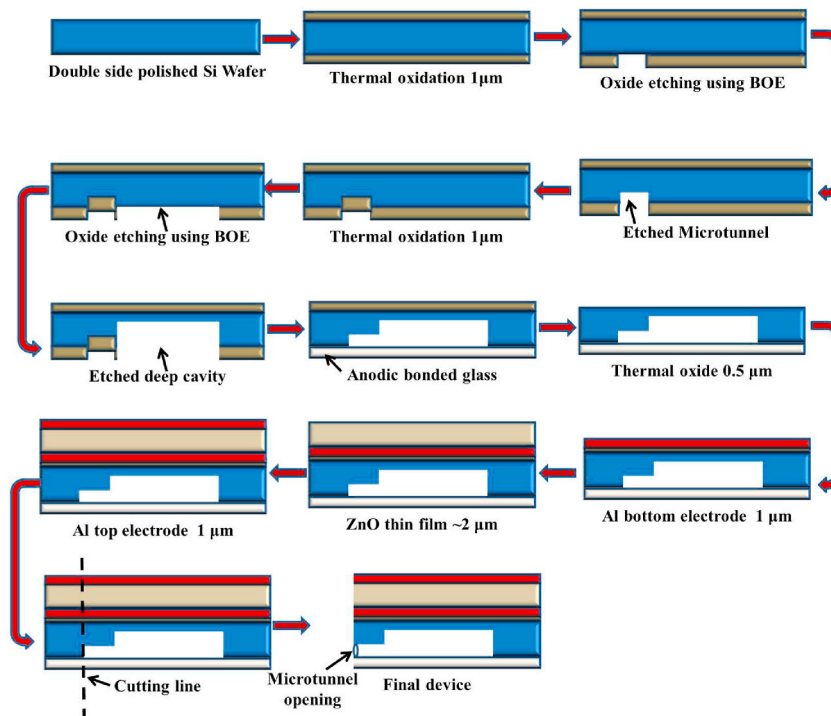 Double side polished Si Wafer
Thermal oxidation 1μm
Oxide etching using BOE
Oxide etching using BOE
Thermal oxidation 1μm
Etched Microtunnel
Etched deep cavity
Anodic bonded glass
Thermal oxide 0.5 μm
Al top electrode 1 μm
ZnO thin film ~2 μm
Al bottom electrode 1 μm
Cutting line
Microtunnel
opening
Final device